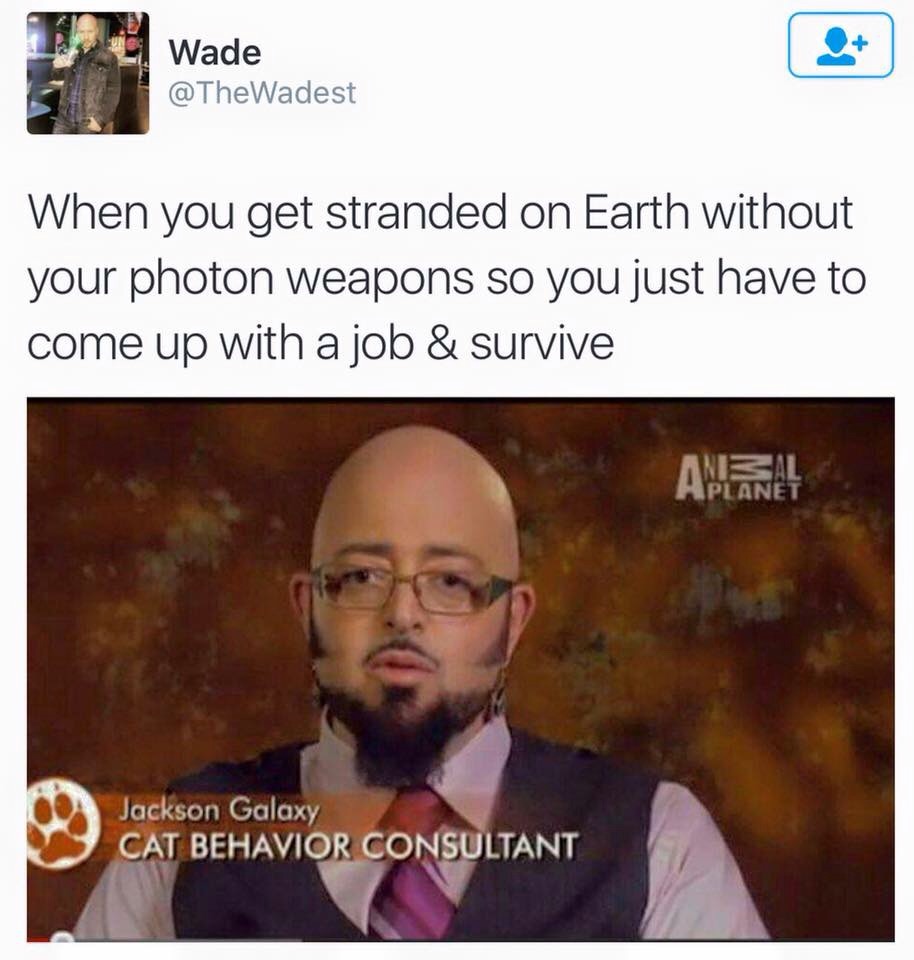 Wade
@TheWadest
When you get stranded on Earth without
your photon weapons so you just have to
come up with a job & survive
ANIMAL
PLANET
Jackson Galaxy
CAT BEHAVIOR CONSULTANT